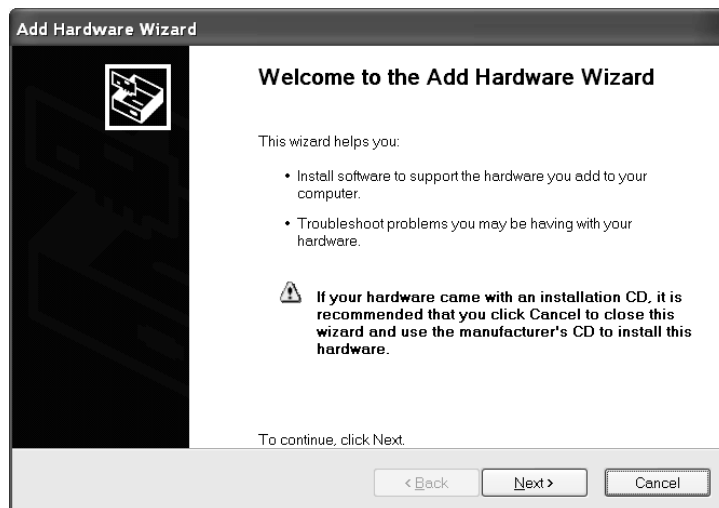 Add Hardware Wizard
Welcome to the Add Hardware Wizard
This wizard helps you:
• Install software to support the hardware you add to your
computer.
• Troubleshoot problems you may be having with your
hardware.
If your hardware came with an installation CD, it is
recommended that you click Cancel to close this
wizard and use the manufacturer's CD to install this
hardware.
To continue, click Next.
< Back Next > Cancel